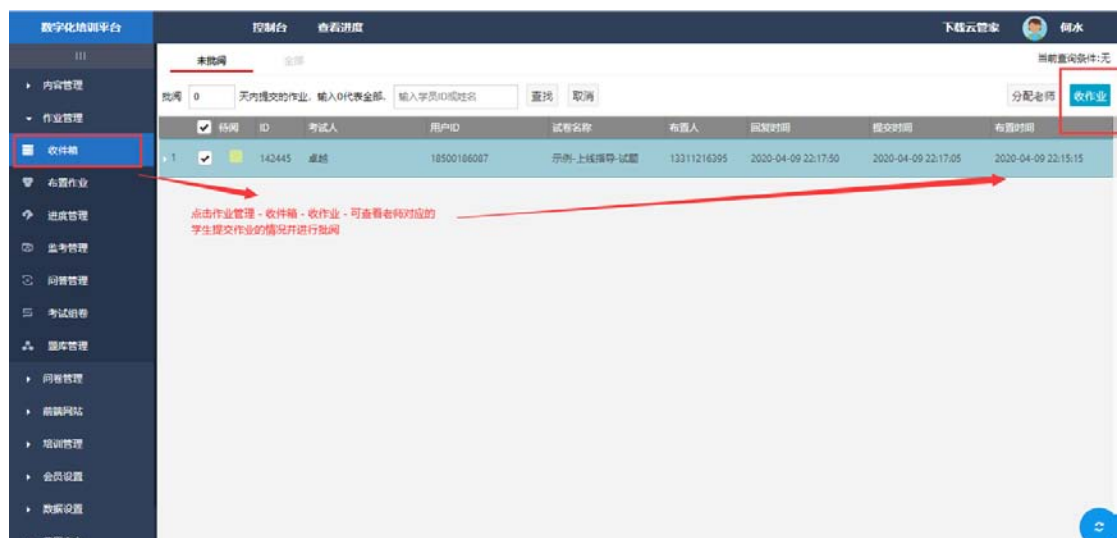 数字化培训平台 控制台 查看进度 下载云管家 何水
未批阅 全部 当前查询条件:无
批阅 0 天内提交的作业, 输入0代表全部, 输入学员ID或姓名 查找 取消 分配老师 收作业
待阅 ID 考试人 用户ID 试卷名称 布置人 回复时间 提交时间 布置时间
1 142445 卓越 18500186087 示例-上线指导-试题 13311216395 2020-04-09 22:17:50 2020-04-09 22:17:05 2020-04-09 22:15:15
内容管理
作业管理
收件箱
布置作业
进度管理
监考管理
问答管理
考试组卷
题库管理
问卷管理
前端网站
培训管理
会员设置
数据设置
点击作业管理 - 收件箱 - 收作业 - 可查看老师对应的
学生提交作业的情况并进行批阅